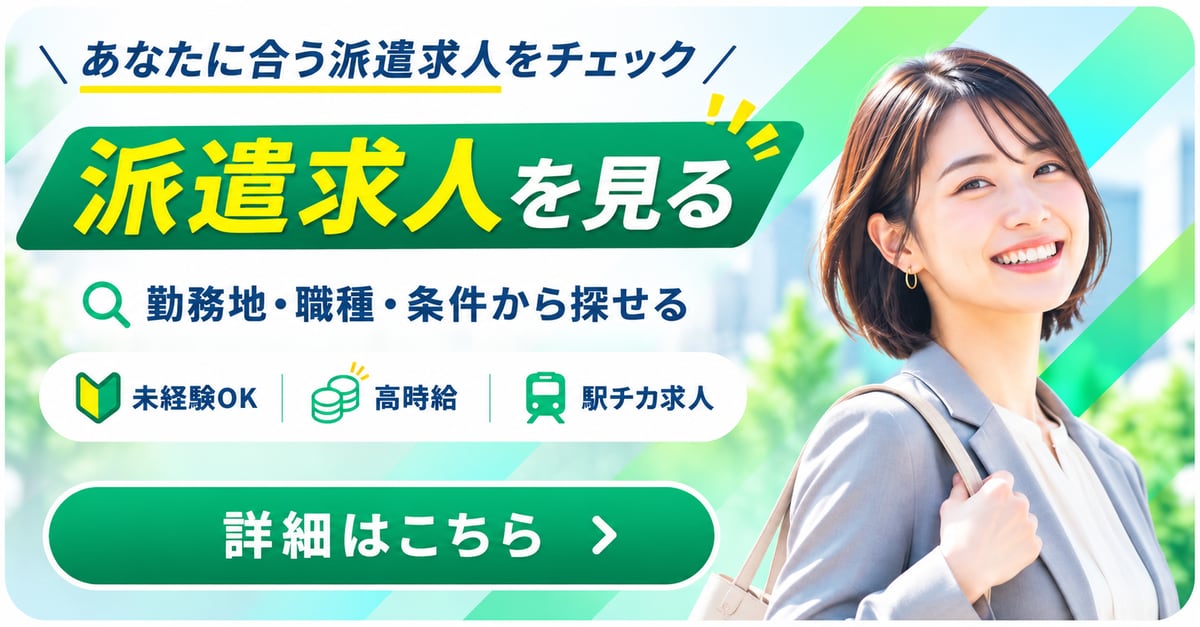 あなたに合う派遣求人をチェック
派遣求人を見る
勤務地・職種・条件から探せる
未経験OK
高時給
駅チカ求人
詳細はこちら